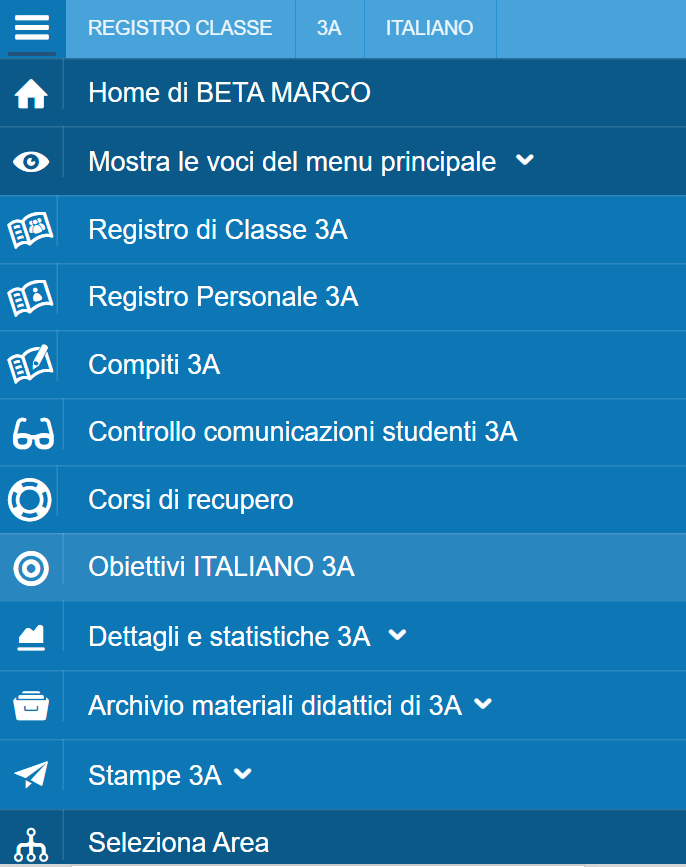 REGISTRO CLASSE 3A ITALIANO
Home di BETA MARCO
Mostra le voci del menu principale
Registro di Classe 3A
Registro Personale 3A
Compiti 3A
Controllo comunicazioni studenti 3A
Corsi di recupero
Obiettivi ITALIANO 3A
Dettagli e statistiche 3A
Archivio materiali didattici di 3A
Stampe 3A
Seleziona Area